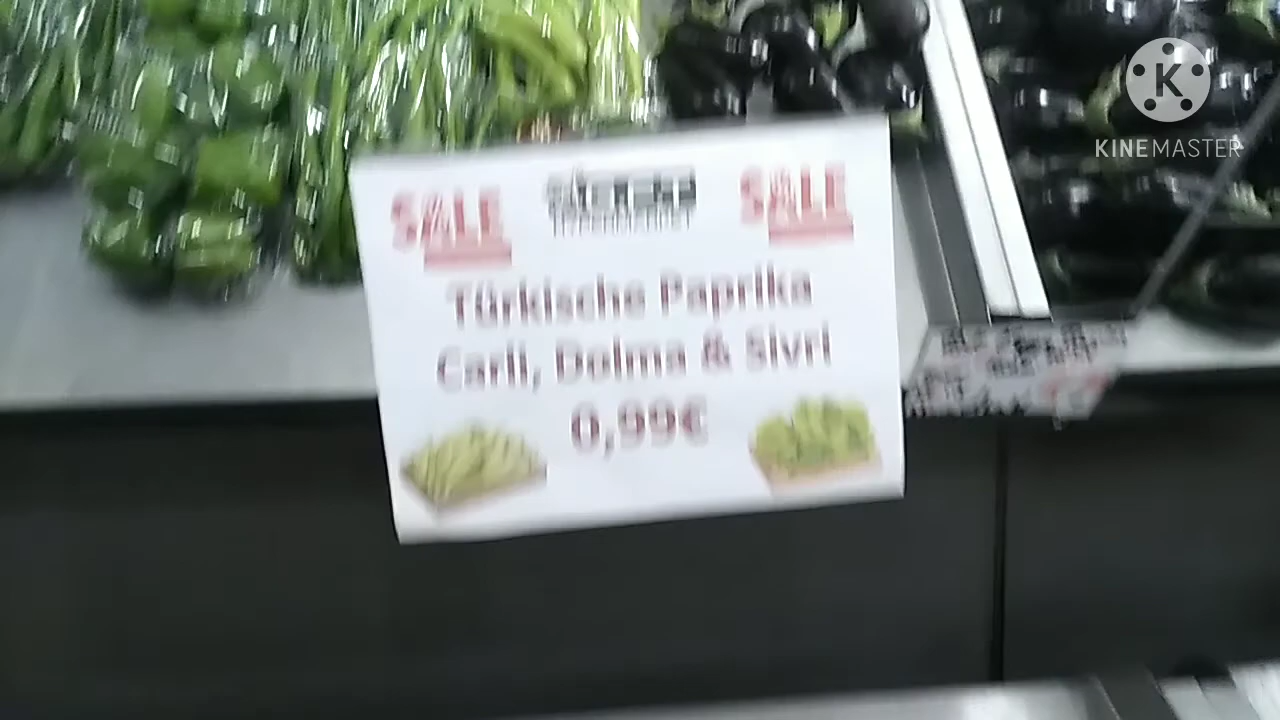 KINEMASTER
SALE SALE
Türkische Paprika
Carli, Dolma & Sivri
0,99€